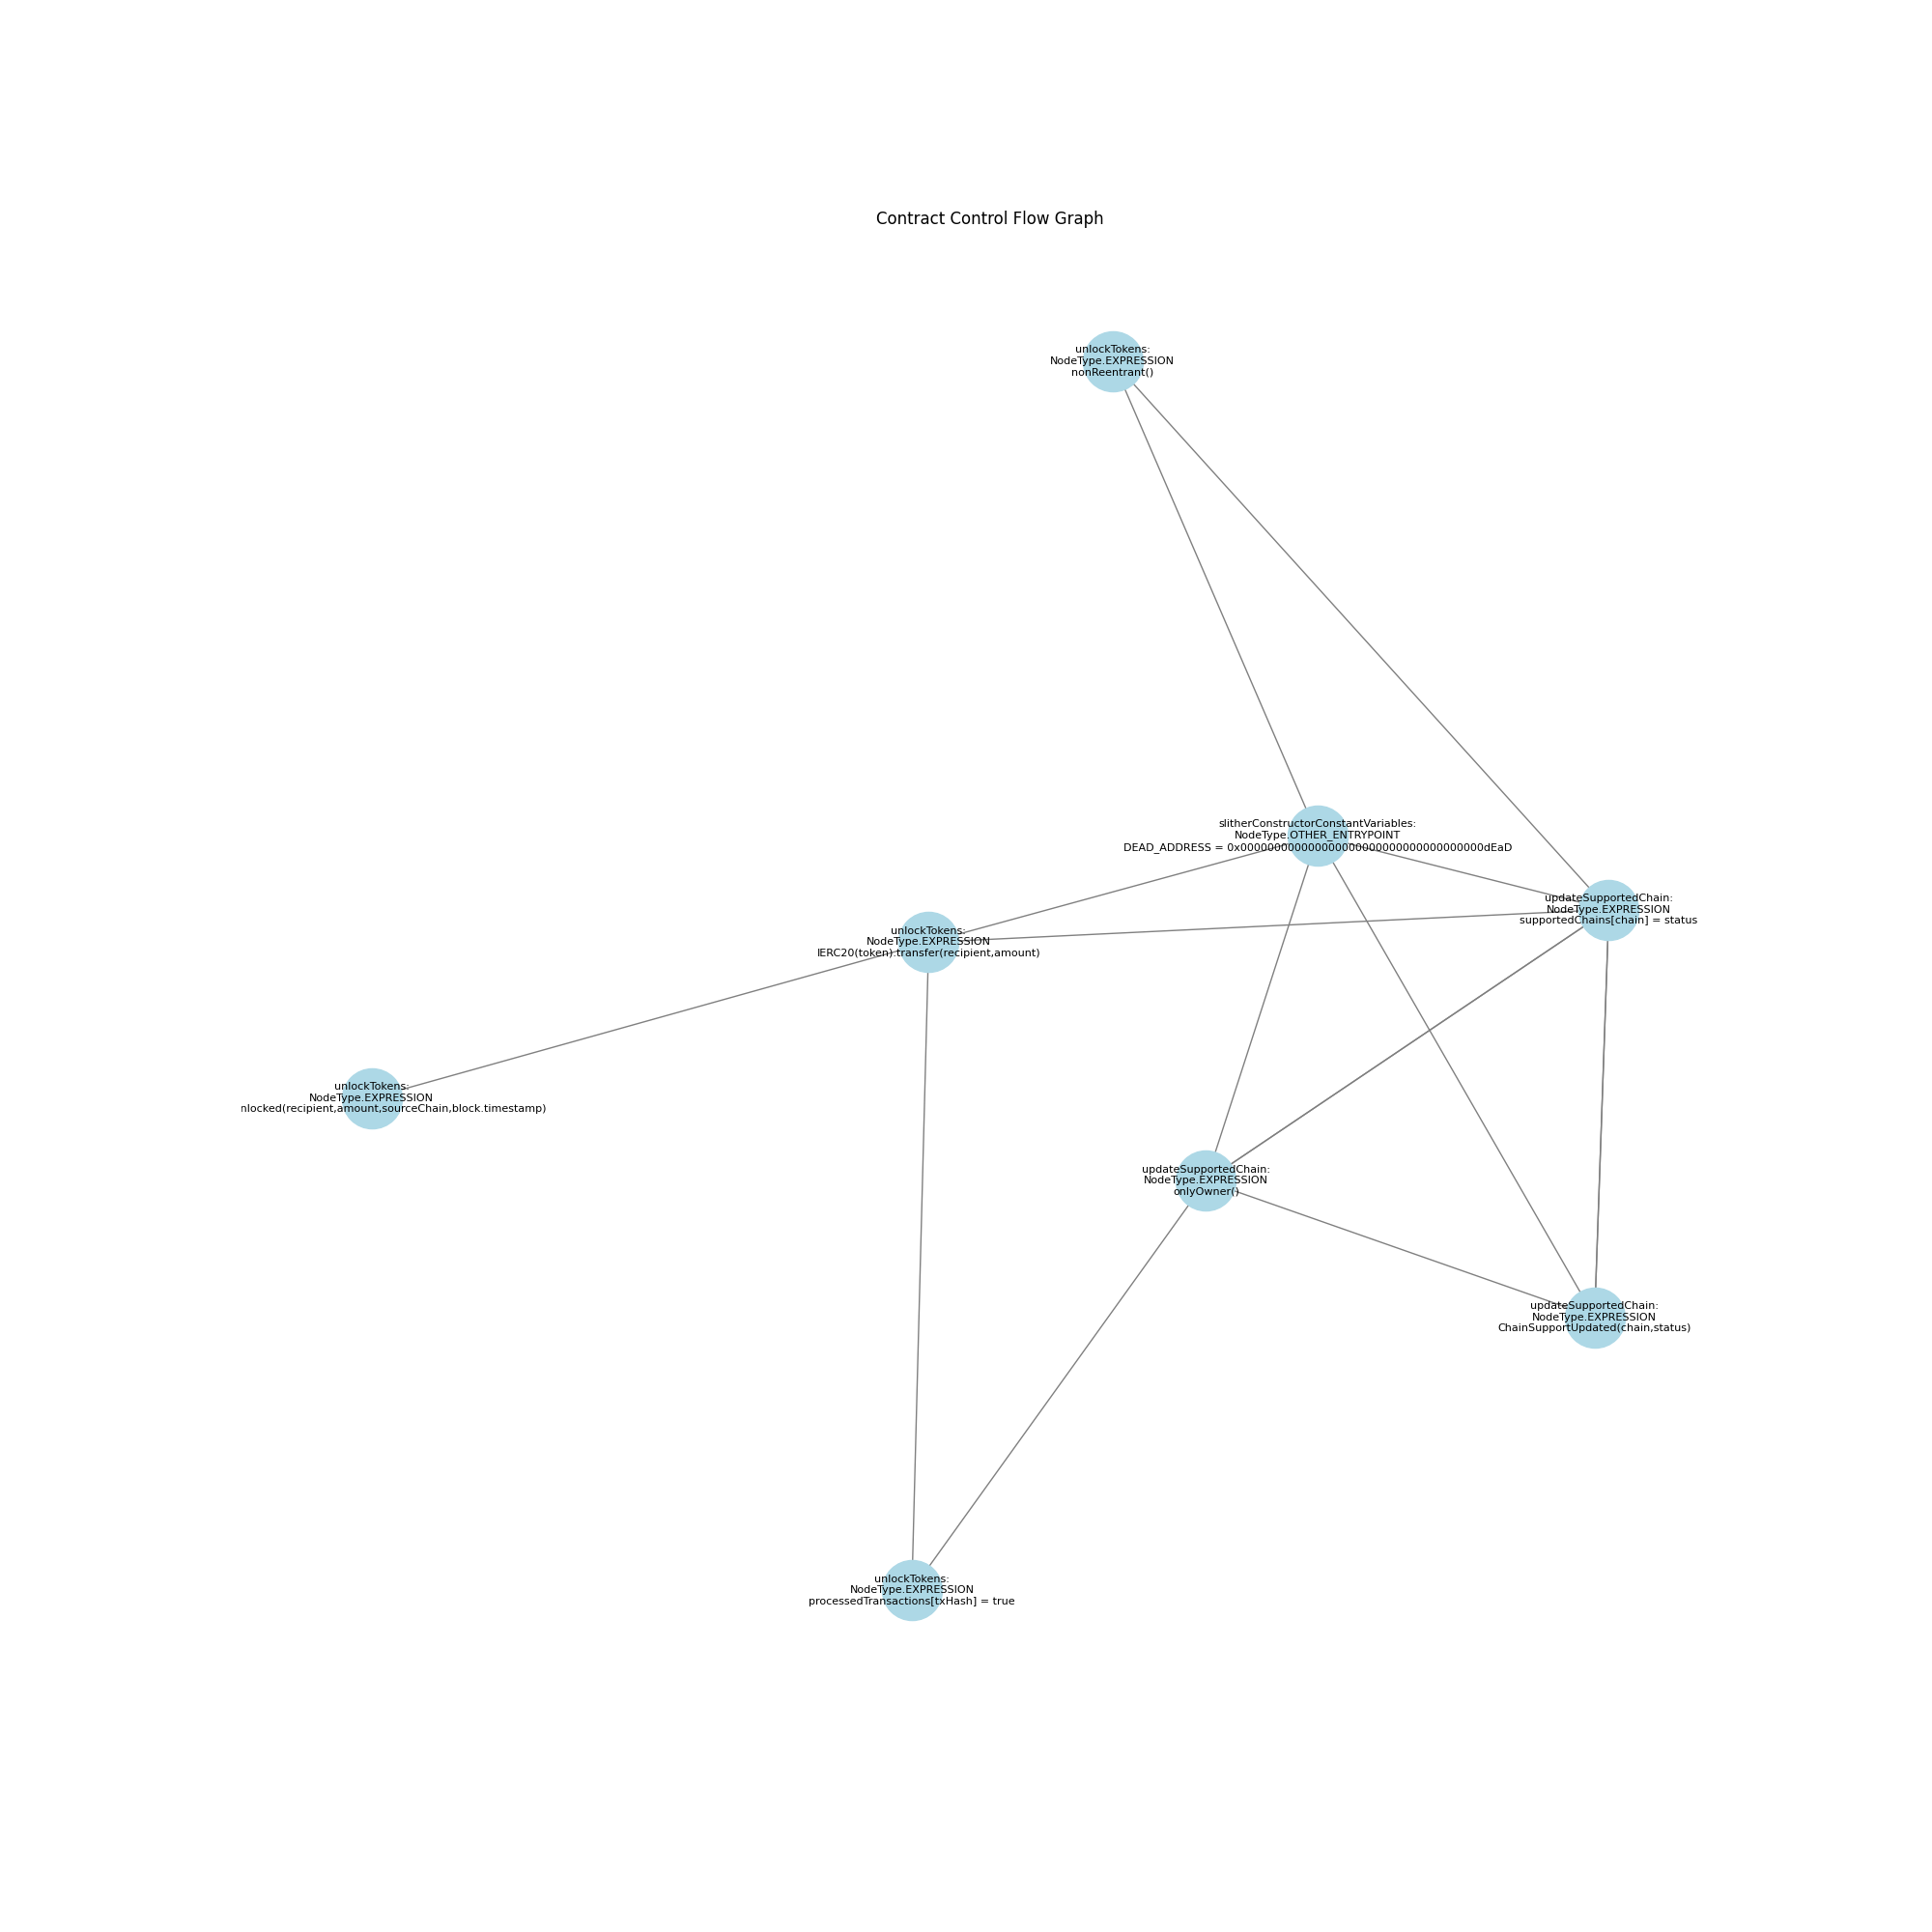 Contract Control Flow Graph
unlockTokens:
NodeType.EXPRESSION
nonReentrant()
slitherConstructorConstantVariables:
NodeType.OTHER_ENTRYPOINT
DEAD_ADDRESS = 0x000000000000000000000000000000000000dEaD
updateSupportedChain:
NodeType.EXPRESSION
supportedChains[chain] = status
unlockTokens:
NodeType.EXPRESSION
IERC20(token).transfer(recipient,amount)
unlockTokens:
NodeType.EXPRESSION
nlocked(recipient,amount,sourceChain,block.timestamp)
updateSupportedChain:
NodeType.EXPRESSION
onlyOwner()
updateSupportedChain:
NodeType.EXPRESSION
ChainSupportUpdated(chain,status)
unlockTokens:
NodeType.EXPRESSION
processedTransactions[txHash] = true